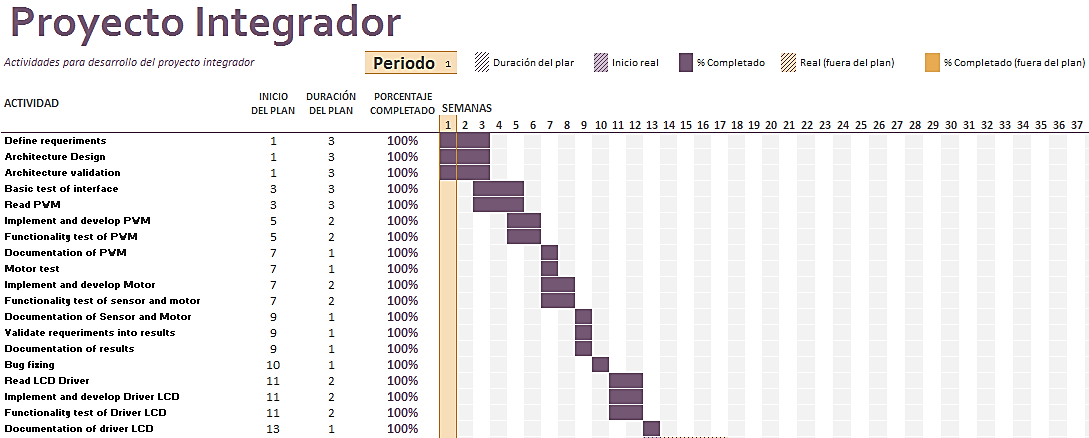 Proyecto Integrador
Actividades para desarrollo del proyecto integrador
Periodo 1 Duración del plar Inicio real % Completado Real (fuera del plan) % Completado (fuera del plan)
ACTIVIDAD INICIO DEL PLAN DURACIÓN DEL PLAN PORCENTAJE COMPLETADO SEMANAS
1 2 3 4 5 6 7 8 9 10 11 12 13 14 15 16 17 18 19 20 21 22 23 24 25 26 27 28 29 30 31 32 33 34 35 36 37
Define requeriments 1 3 100%
Architecture Design 1 3 100%
Architecture validation 1 3 100%
Basic test of interface 3 3 100%
Read PWM 3 3 100%
Implement and develop PWM 5 2 100%
Functionality test of PWM 5 2 100%
Documentation of PWM 7 1 100%
Motor test 7 1 100%
Implement and develop Motor 7 2 100%
Functionality test of sensor and motor 7 2 100%
Documentation of Sensor and Motor 9 1 100%
Validate requeriments into results 9 1 100%
Documentation of results 9 1 100%
Bug fixing 10 1 100%
Read LCD Driver 11 2 100%
Implement and develop Driver LCD 11 2 100%
Functionality test of Driver LCD 11 2 100%
Documentation of driver LCD 13 1 100%